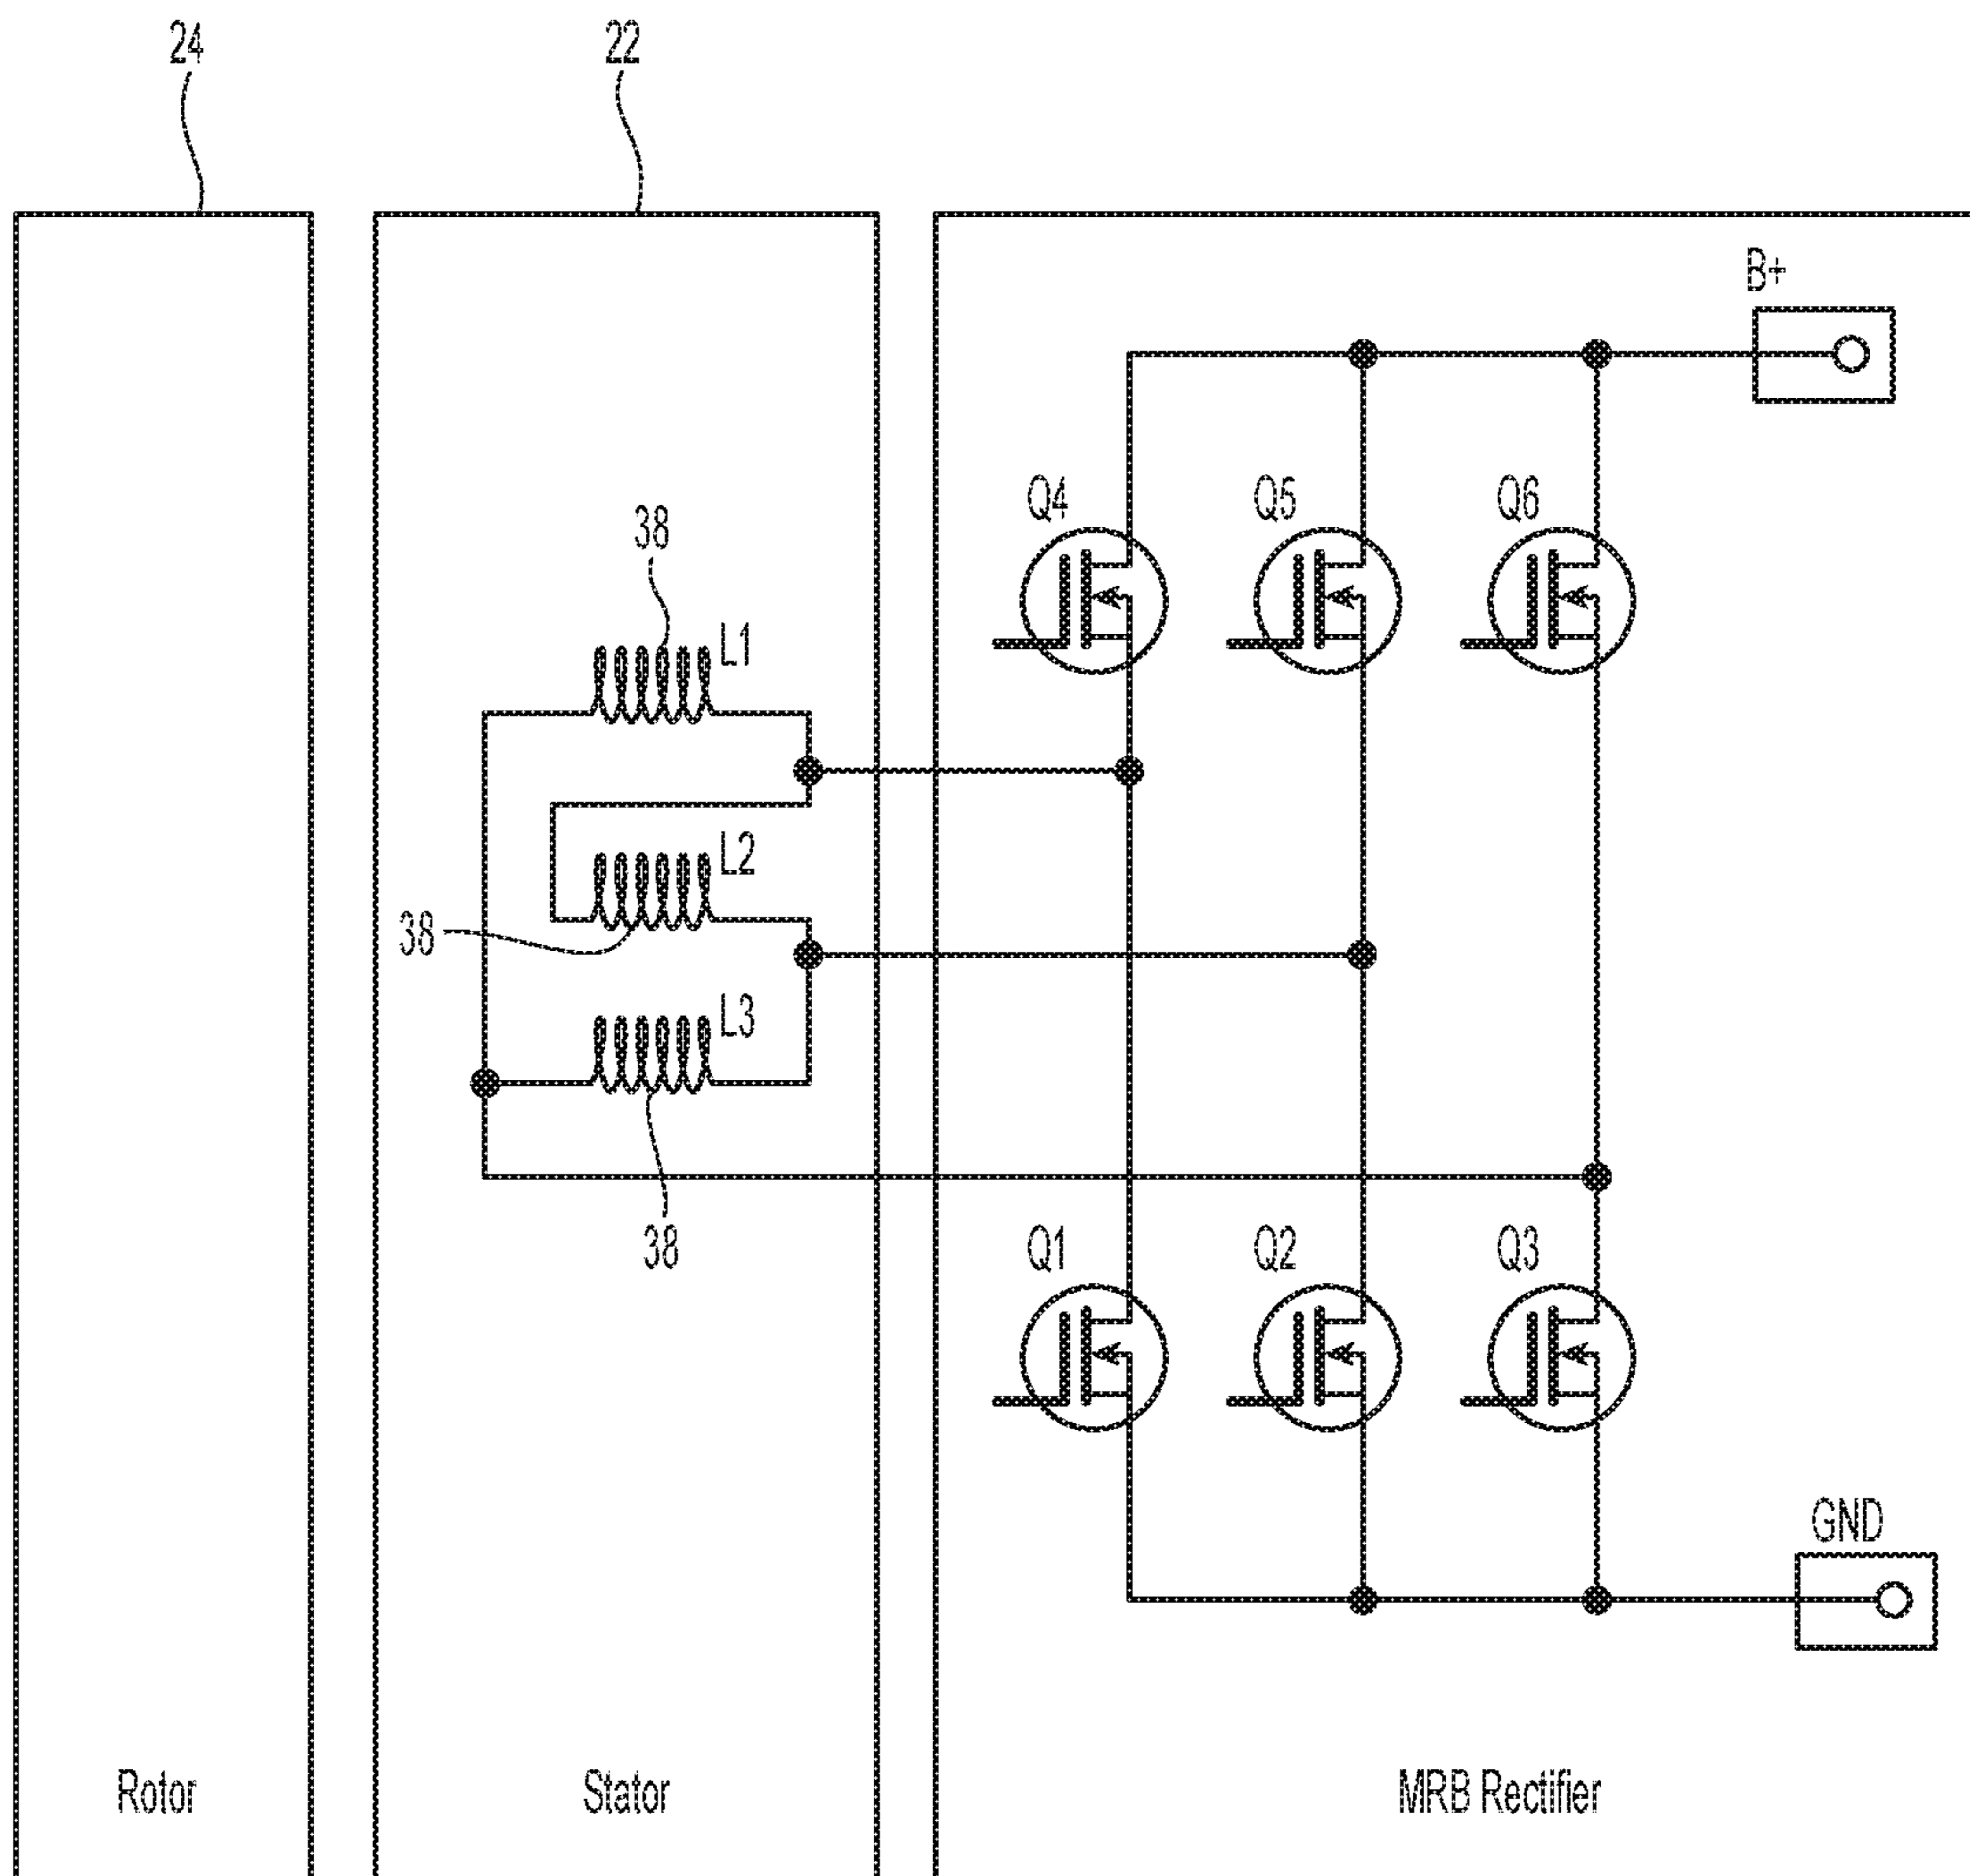 24
22
B+
Q4
Q5
Q6
38
L1
L2
38
L3
38
Q1
Q2
Q3
GND
Rotor
Stator
MRB Rectifier